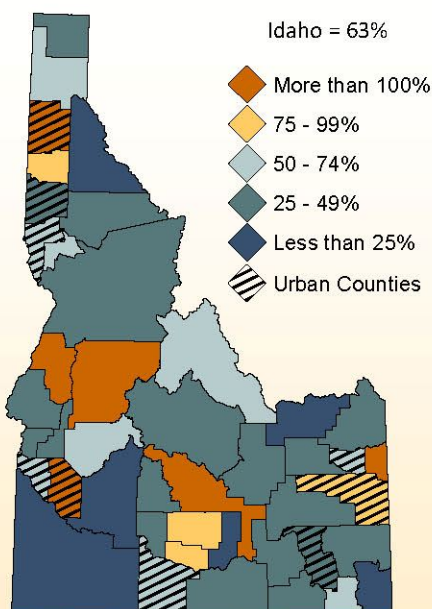 Idaho = 63%
More than 100%
75 - 99%
50 - 74%
25 - 49%
Less than 25%
Urban Counties